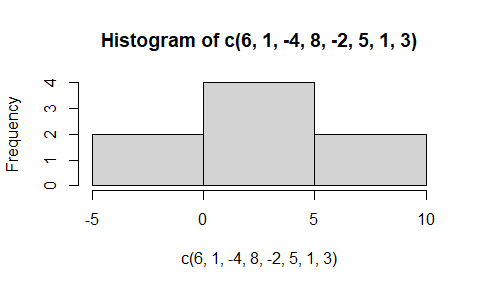 Histogram of c(6, 1, -4, 8, -2, 5, 1, 3)
Frequency
4
3
2
1
0
-5 0 5 10
c(6, 1, -4, 8, -2, 5, 1, 3)